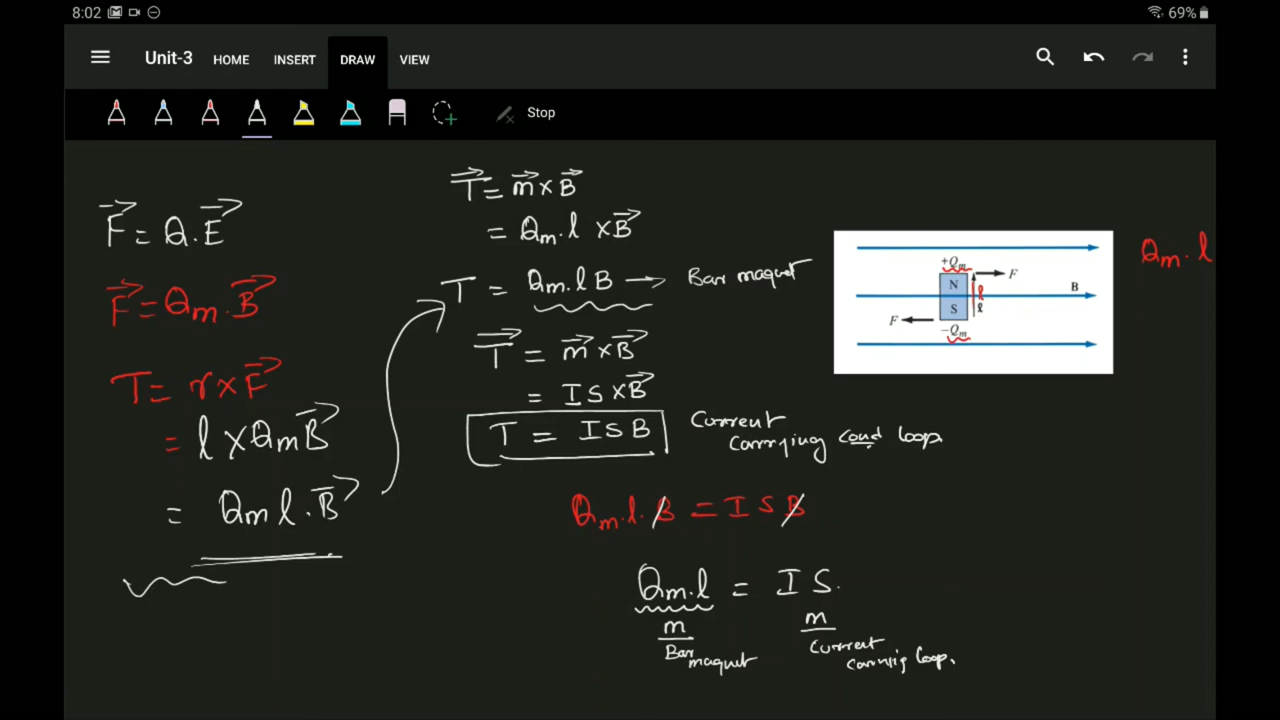 8:02 69%
Unit-3 HOME INSERT DRAW VIEW
Stop
F = Q.E
F = Qm.B
T = r×F
= l×QmB
= Qml.B
T = m×B
= Qm.l×B
T = Qm.lB → Bar magnet
T = m×B
= IS×B
T = ISB
Current
carrying cond loop
Qm.l.B = ISB
Qm.l = IS.
m
Bar
magnet
m
Current
carrying loop.
+Qm
F
N
l
B
S
l
F
-Qm
Qm.l